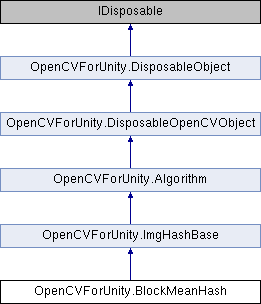 IDisposable
OpenCVForUnity.DisposableObject
OpenCVForUnity.DisposableOpenCVObject
OpenCVForUnity.Algorithm
OpenCVForUnity.ImgHashBase
OpenCVForUnity.BlockMeanHash